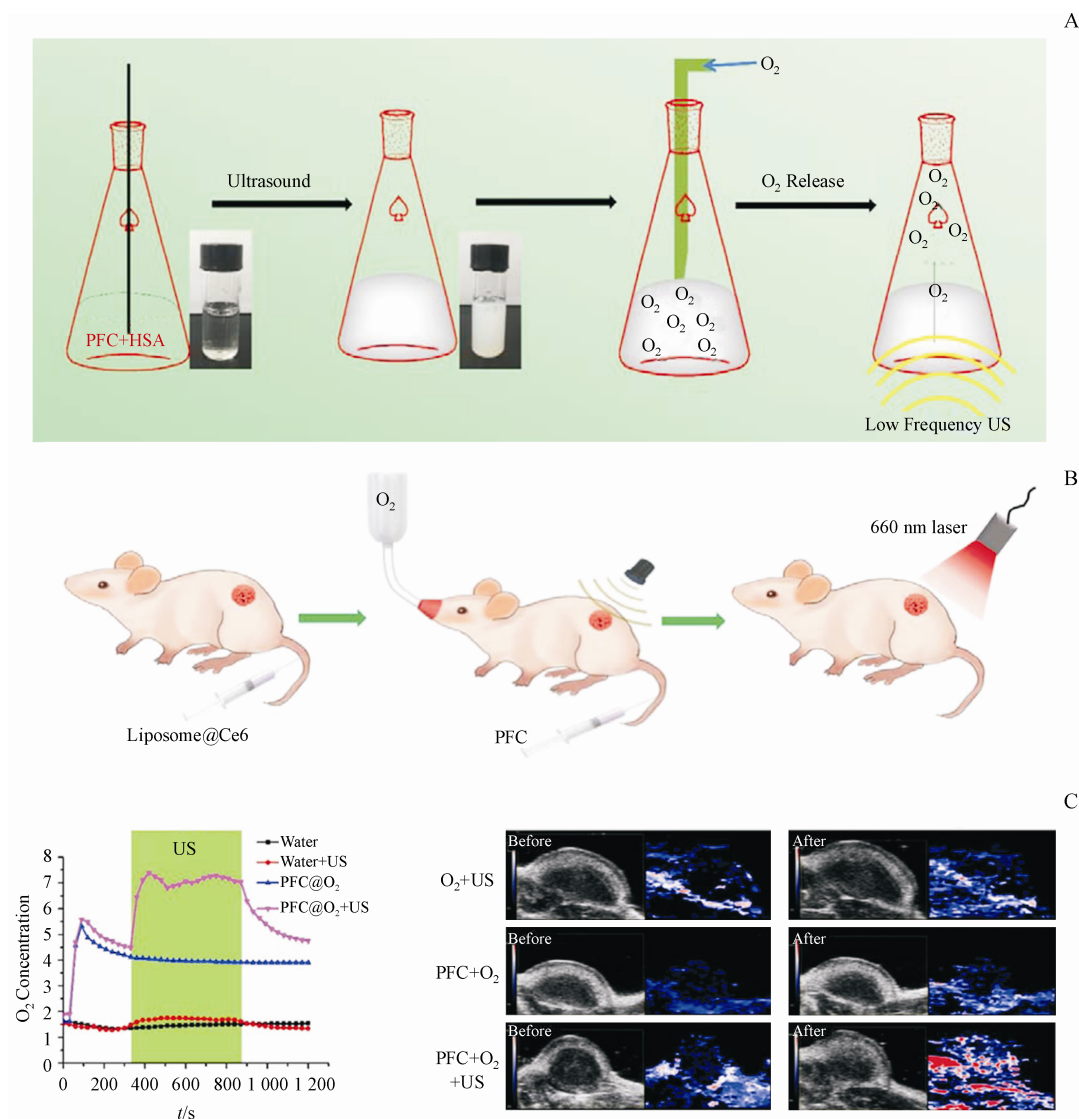 A
O₂
Ultrasound
O₂ Release
O₂
O₂
O₂
O₂
O₂
O₂
O₂
O₂
O₂
O₂
O₂
PFC+HSA
Low Frequency US
B
O₂
660 nm laser
Liposome@Ce6
PFC
C
US
Water
Water+US
PFC@O₂
PFC@O₂+US
8
7
6
5
4
3
2
1
0
O₂ Concentration
0 200 400 600 800 1 000 1 200
t/s
Before
After
O₂+US
Before
After
PFC+O₂
Before
After
PFC+O₂
+US